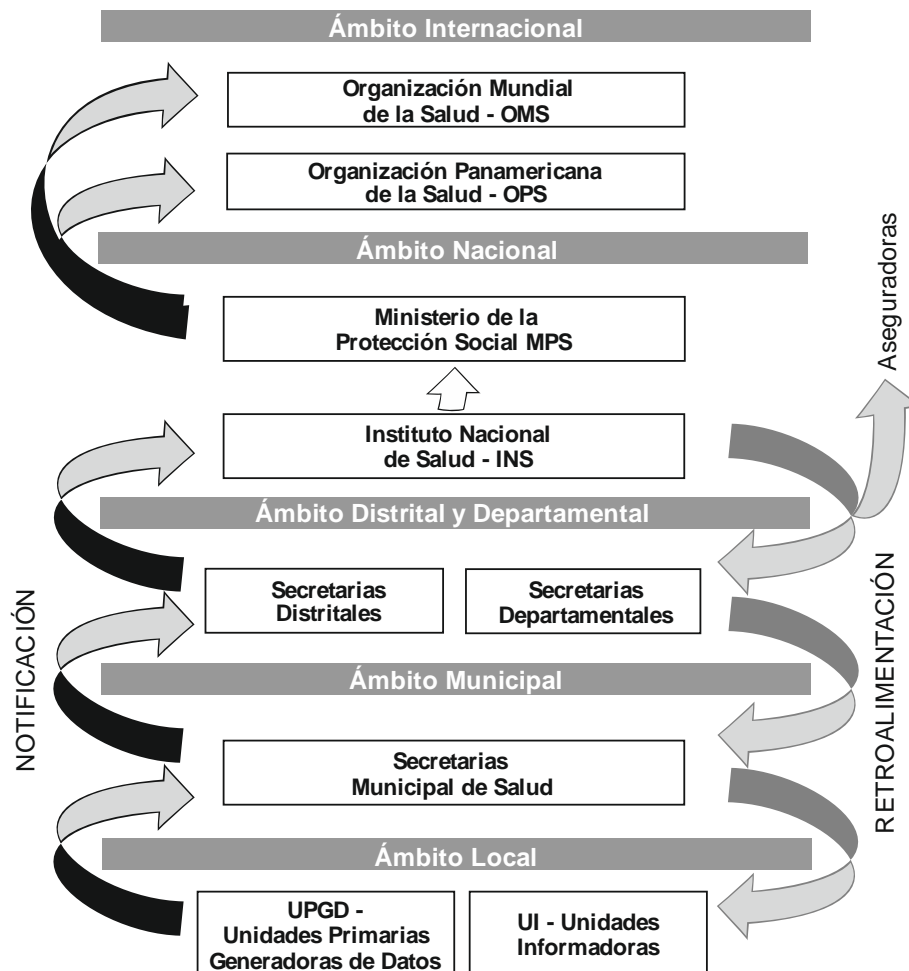 Ámbito Internacional
Organización Mundial
de la Salud - OMS
Organización Panamericana
de la Salud - OPS
Ámbito Nacional
Aseguradoras
Ministerio de la
Protección Social MPS
Instituto Nacional
de Salud - INS
Ámbito Distrital y Departamental
NOTIFICACIÓN
Secretarias
Distritales
Secretarias
Departamentales
RETROALIMENTACIÓN
Ámbito Municipal
Secretarias
Municipal de Salud
Ámbito Local
UPGD -
Unidades Primarias
Generadoras de Datos
UI - Unidades
Informadoras